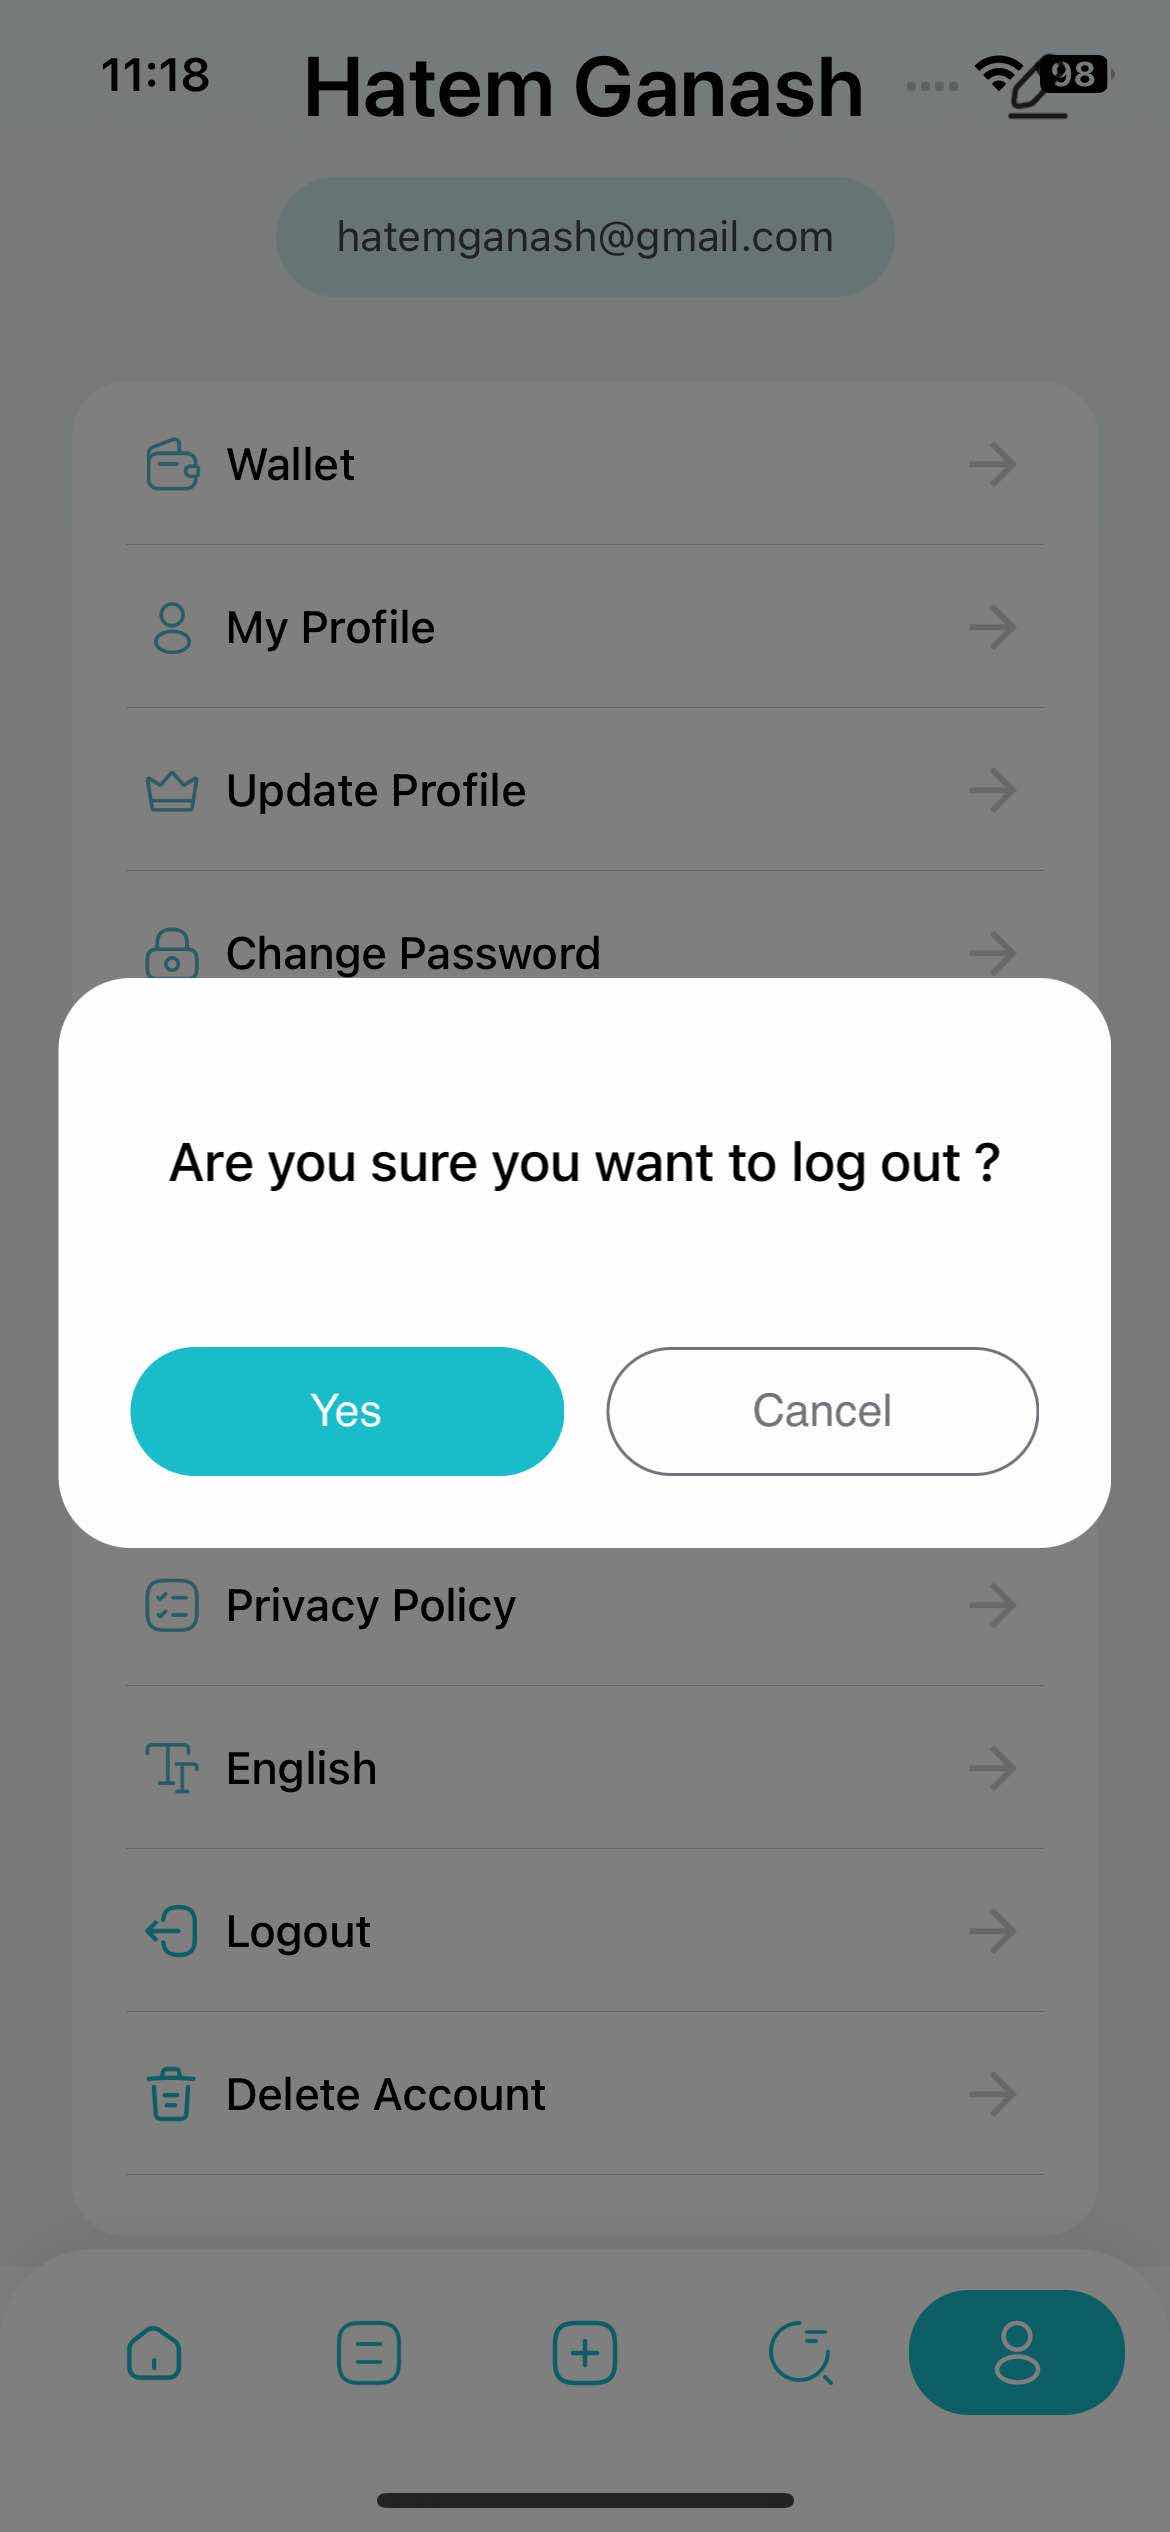 11:18
Hatem Ganash
98
hatemganash@gmail.com
Wallet
My Profile
Update Profile
Change Password
Are you sure you want to log out ?
Yes
Cancel
Privacy Policy
English
Logout
Delete Account